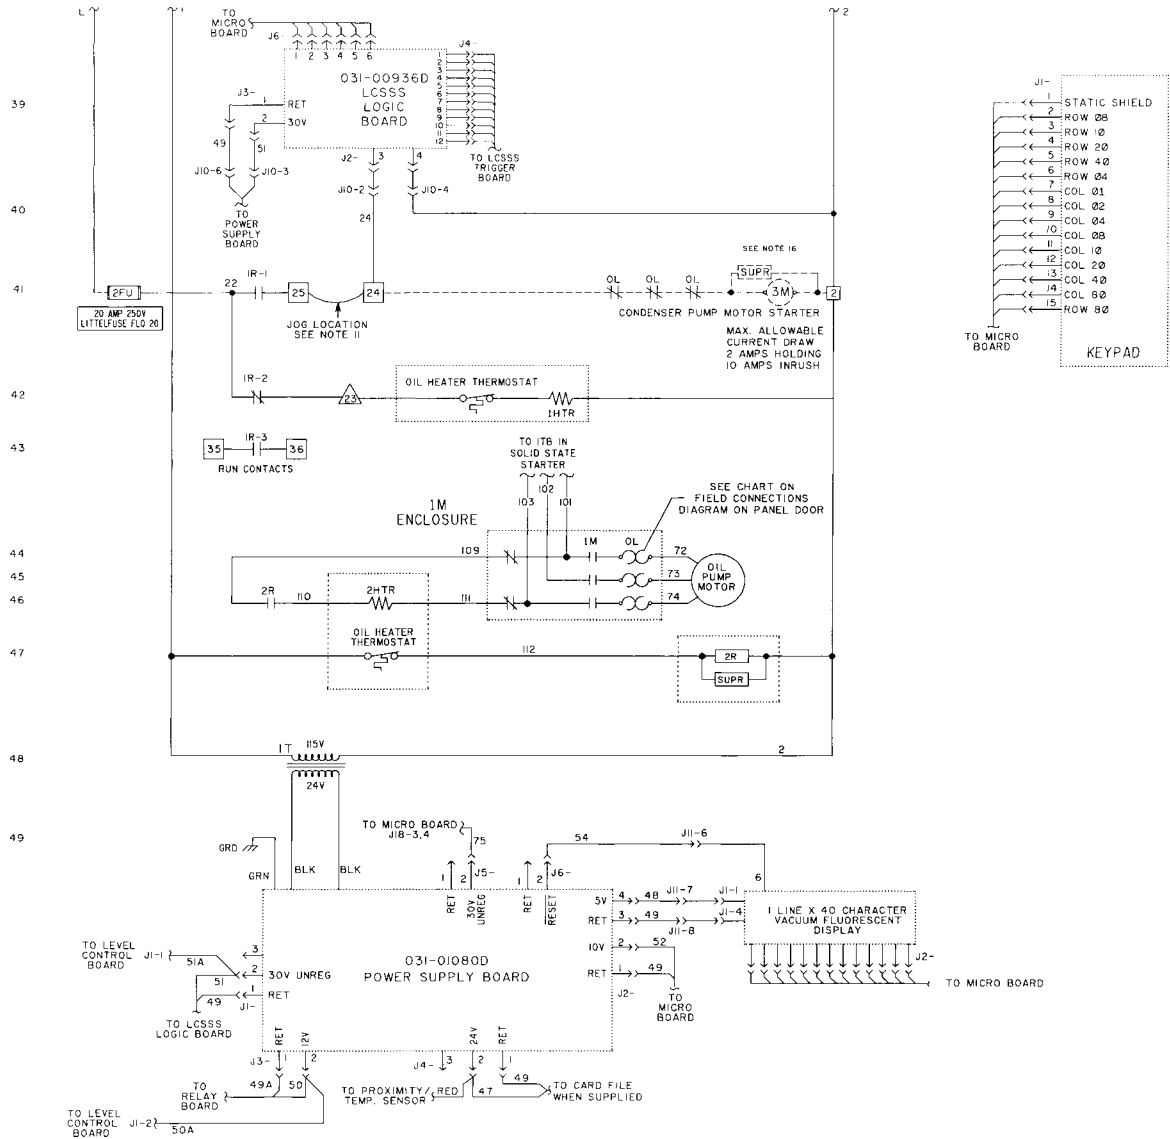 L
1
2
TO
MICRO
BOARD
J6-
1 2 3 4 5 6
J4-
1
2
3
4
5
6
7
8
9
10
11
12
031-00936D
LCSSS
LOGIC
BOARD
39
J3-
1
RET
2
30V
49
51
J10-6
J10-3
J2-
3
4
J10-2
J10-4
TO LCSSS
TRIGGER
BOARD
40
TO
POWER
SUPPLY
BOARD
24
J1-
1 STATIC SHIELD
2 ROW 08
3 ROW 10
4 ROW 20
5 ROW 40
6 ROW 04
7 COL 01
8 COL 02
9 COL 04
10 COL 08
11 COL 10
12 COL 20
13 COL 40
14 COL 80
15 ROW 80
TO MICRO
BOARD
KEYPAD
SEE NOTE 16
41
2FU
22
1R-1
25
24
OL
OL
OL
SUPR
3M
2
20 AMP 250V
LITTELFUSE FLQ 20
JOG LOCATION
SEE NOTE 11
CONDENSER PUMP MOTOR STARTER
MAX. ALLOWABLE
CURRENT DRAW
2 AMPS HOLDING
10 AMPS INRUSH
42
1R-2
23
OIL HEATER THERMOSTAT
1HTR
43
35
1R-3
36
RUN CONTACTS
TO 1TB IN
SOLID STATE
STARTER
103
102
101
SEE CHART ON
FIELD CONNECTIONS
DIAGRAM ON PANEL DOOR
1M
ENCLOSURE
44
109
1M
OL
72
45
73
OIL
PUMP
MOTOR
46
2R
110
2HTR
111
74
OIL HEATER
THERMOSTAT
47
112
2R
SUPR
48
1T
115V
2
24V
49
GRD
GRN
BLK
BLK
TO MICRO BOARD
J18-3,4
75
54
J11-6
1
2
J5-
1
2
J6-
6
RET
30V
UNREG
RET
RESET
5V 4 48 J11-7 J1-1
RET 3 49 J11-8 J1-4
10V 2 52
RET 1 49
J2-
TO
MICRO
BOARD
1 LINE X 40 CHARACTER
VACUUM FLUORESCENT
DISPLAY
J2-
TO MICRO BOARD
031-01080D
POWER SUPPLY BOARD
TO LEVEL
CONTROL
BOARD
J1-1
51A
3
51
2 30V UNREG
49
1 RET
J1-
TO LCSSS
LOGIC BOARD
RET
12V
24V
RET
J3-
1
2
J4-
3
2
1
TO
RELAY
BOARD
49A
50
TO PROXIMITY/
TEMP. SENSOR
RED
47
49
TO CARD FILE
WHEN SUPPLIED
TO LEVEL
CONTROL
BOARD
J1-2
50A